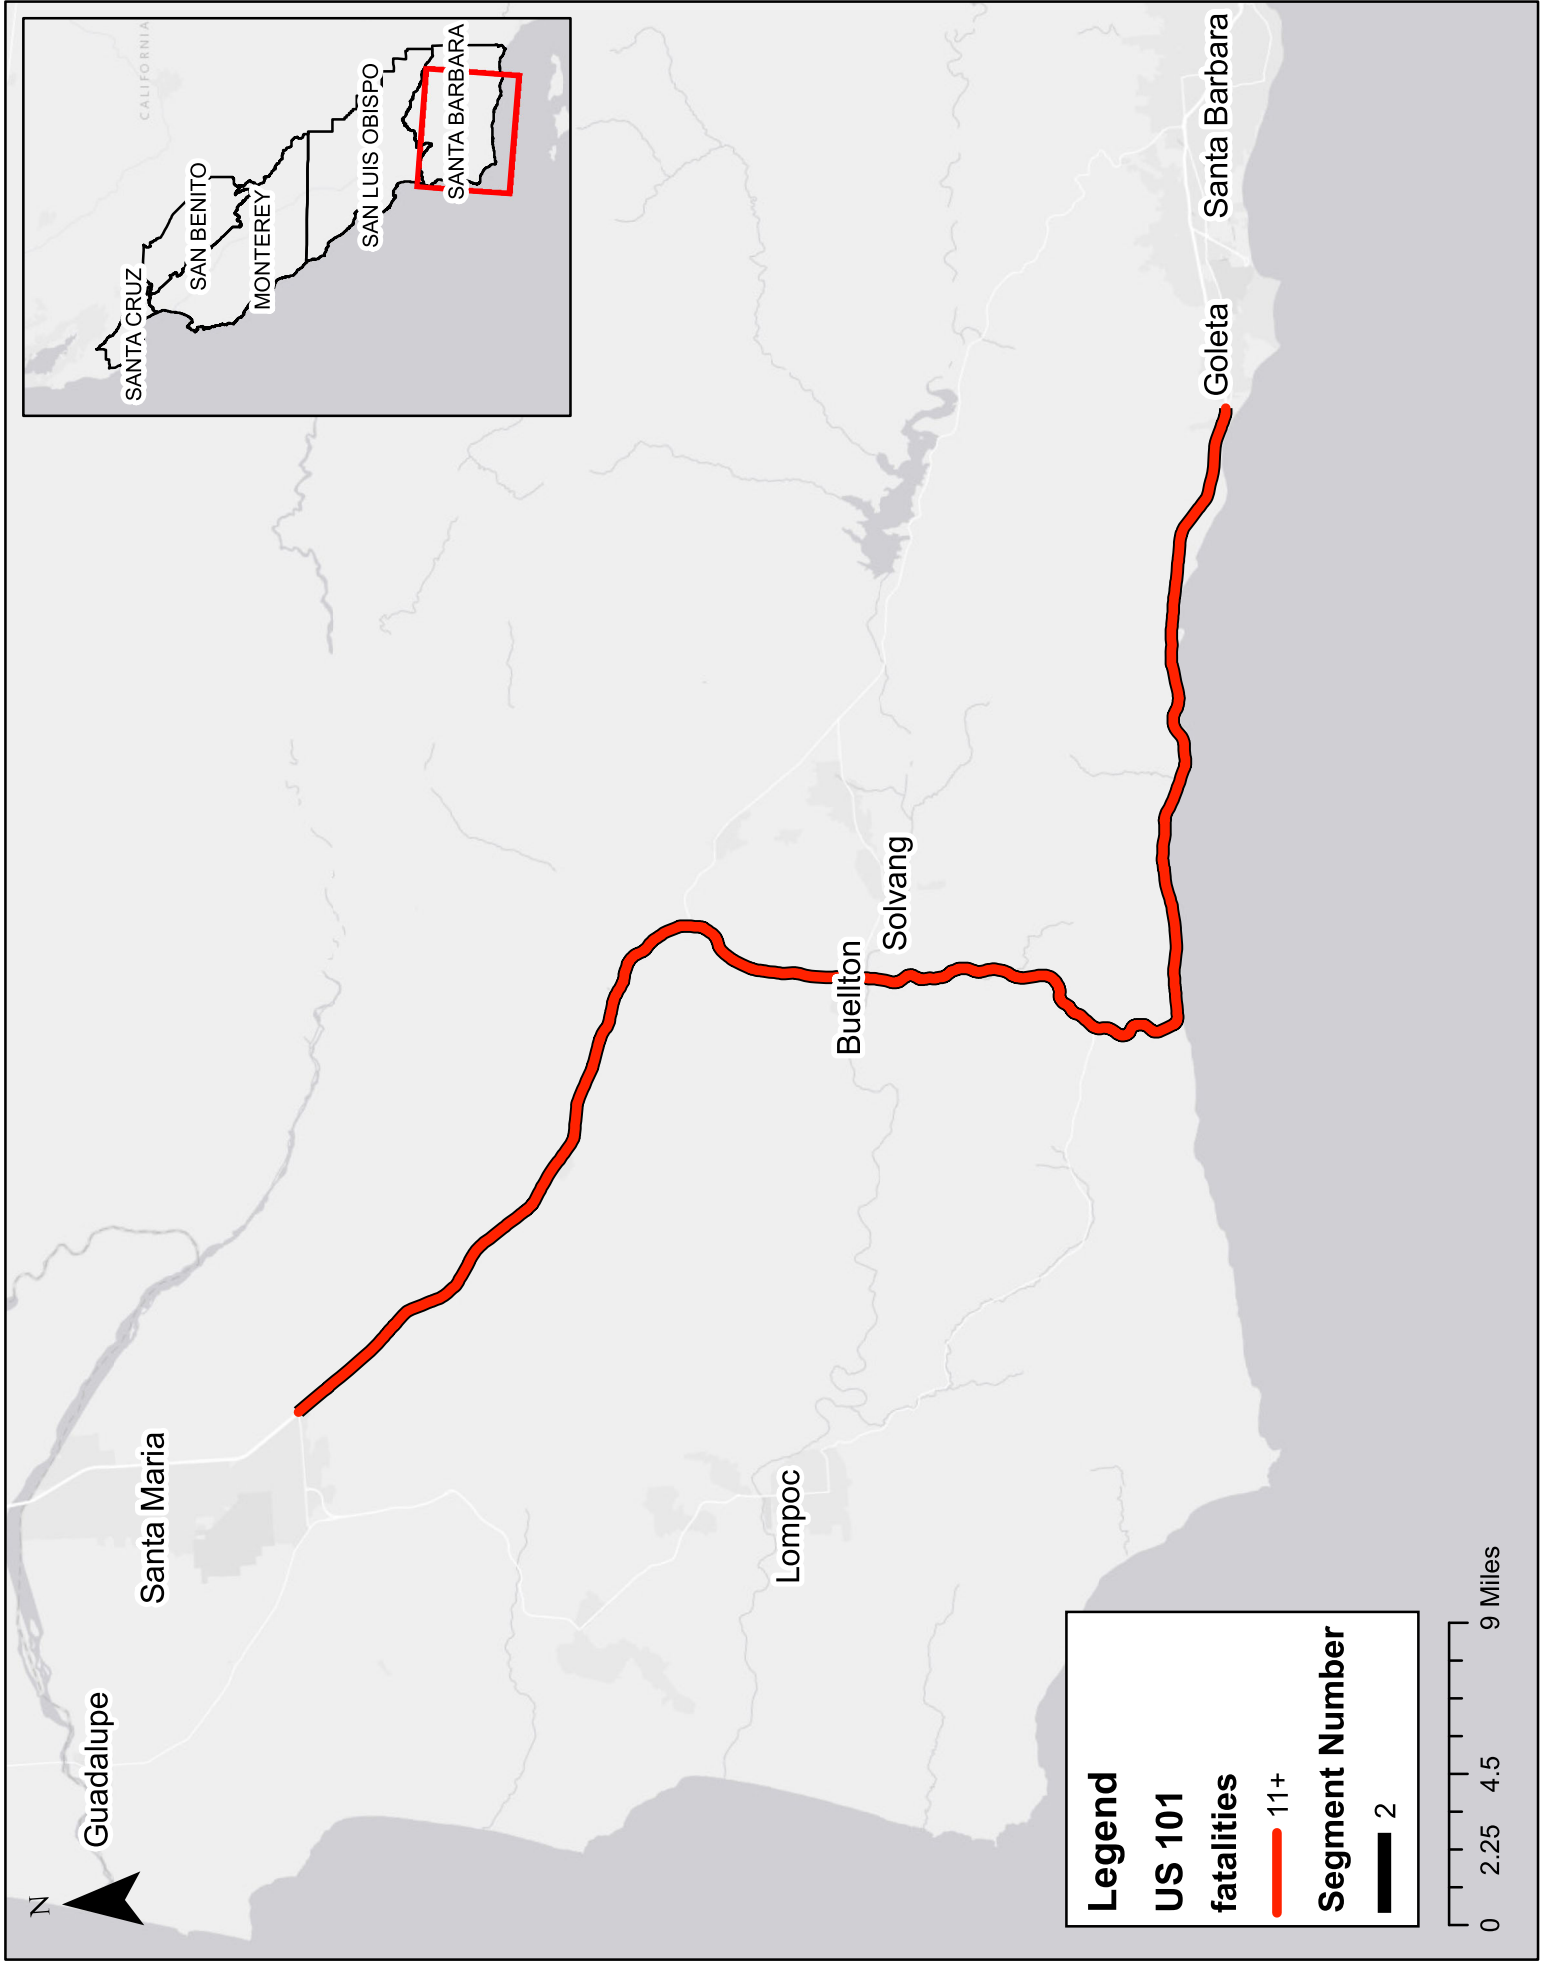 N
Guadalupe
Santa Maria
Lompoc
Buellton
Solvang
Goleta
Santa Barbara
CALIFORNIA
SANTA CRUZ
SAN BENITO
MONTEREY
SAN LUIS OBISPO
SANTA BARBARA
Legend
US 101
fatalities
11+
Segment Number
2
0 2.25 4.5 9 Miles